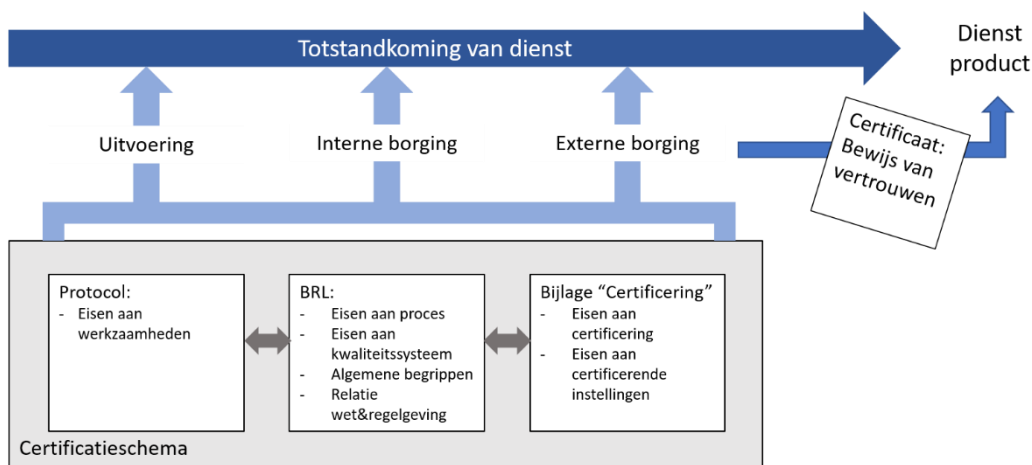 Totstandkoming van dienst
Dienst
product
Uitvoering
Interne borging
Externe borging
Certificaat:
Bewijs van
vertrouwen
Protocol:
- Eisen aan
werkzaamheden
BRL:
- Eisen aan proces
- Eisen aan
kwaliteitssysteem
- Algemene begrippen
- Relatie
wet&regelgeving
Bijlage “Certificering”
- Eisen aan
certificering
- Eisen aan
certificerende
instellingen
Certificatieschema